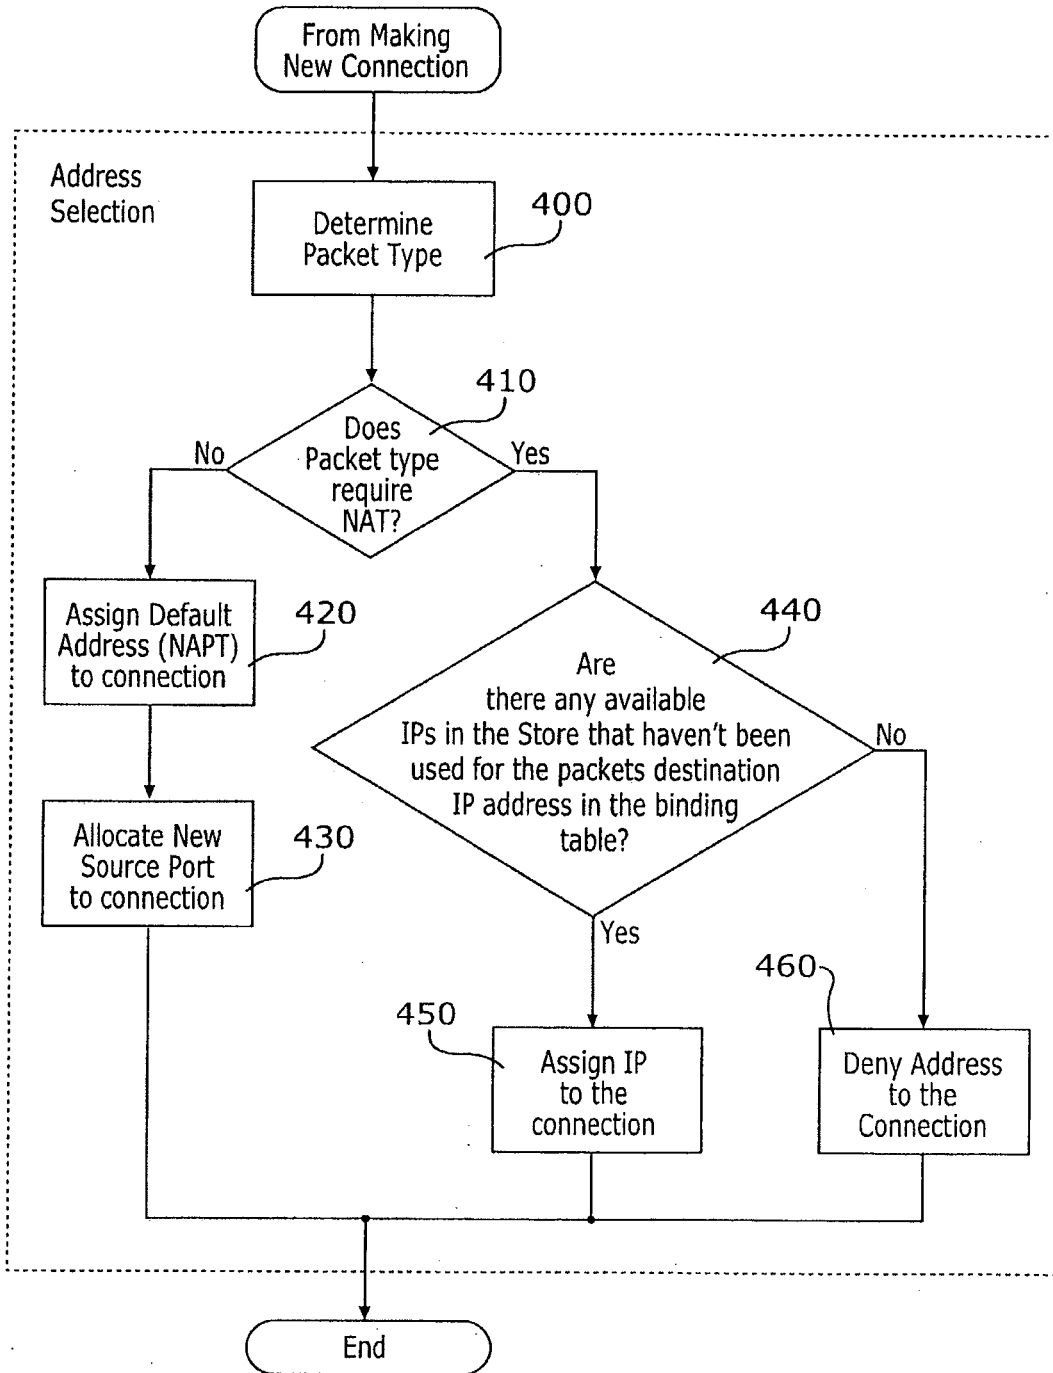 From Making
New Connection
Address
Selection
Determine
Packet Type
400
Does
Packet type
require
NAT?
410
No
Yes
Assign Default
Address (NAPT)
to connection
420
Are
there any available
IPs in the Store that haven't been
used for the packets destination
IP address in the binding
table?
440
No
Yes
Allocate New
Source Port
to connection
430
Assign IP
to the
connection
450
Deny Address
to the
Connection
460
End